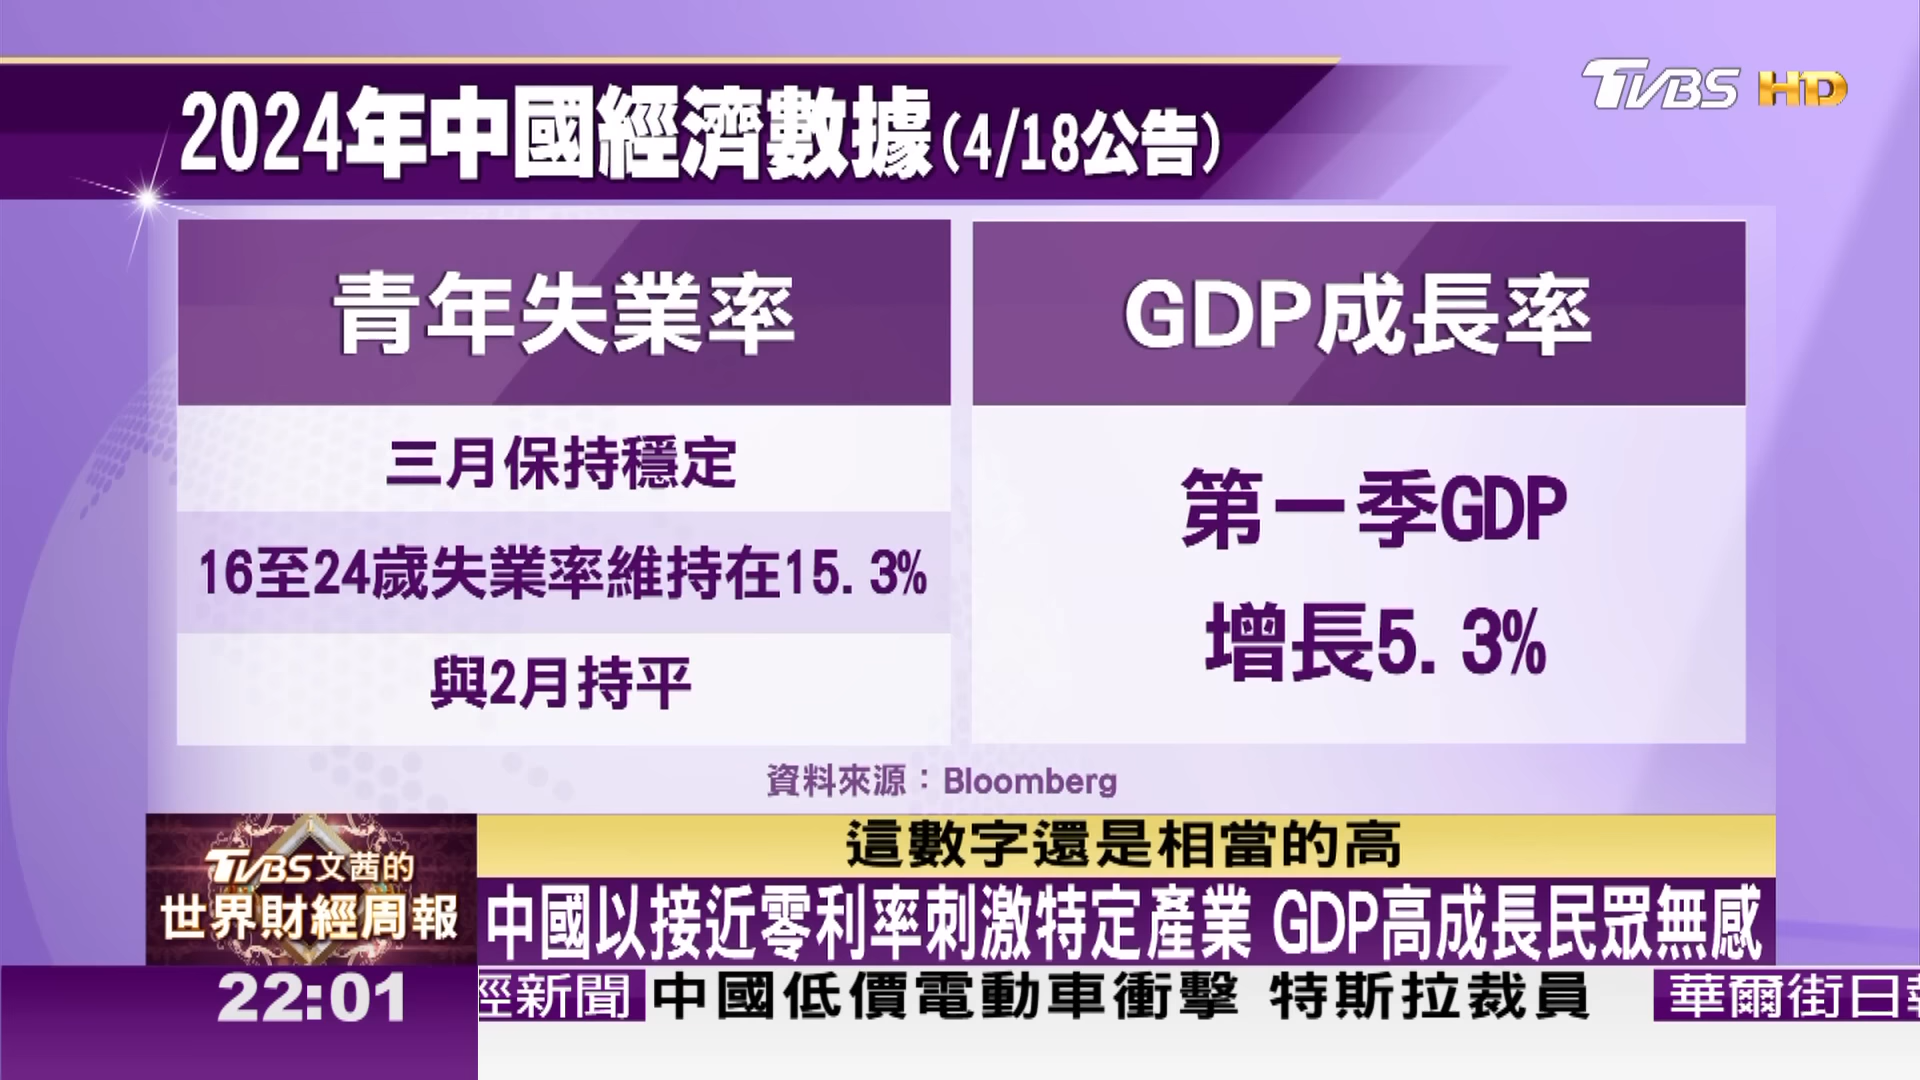 TVBS HD
2024年中國經濟數據(4/18公告)
青年失業率
三月保持穩定
16至24歲失業率維持在15.3%
與2月持平
GDP成長率
第一季GDP
增長5.3%
資料來源：Bloomberg
這數字還是相當的高
TVBS文茜的
世界財經周報
中國以接近零利率刺激特定產業 GDP高成長民眾無感
22:01
經新聞 中國低價電動車衝擊 特斯拉裁員 華爾街日報